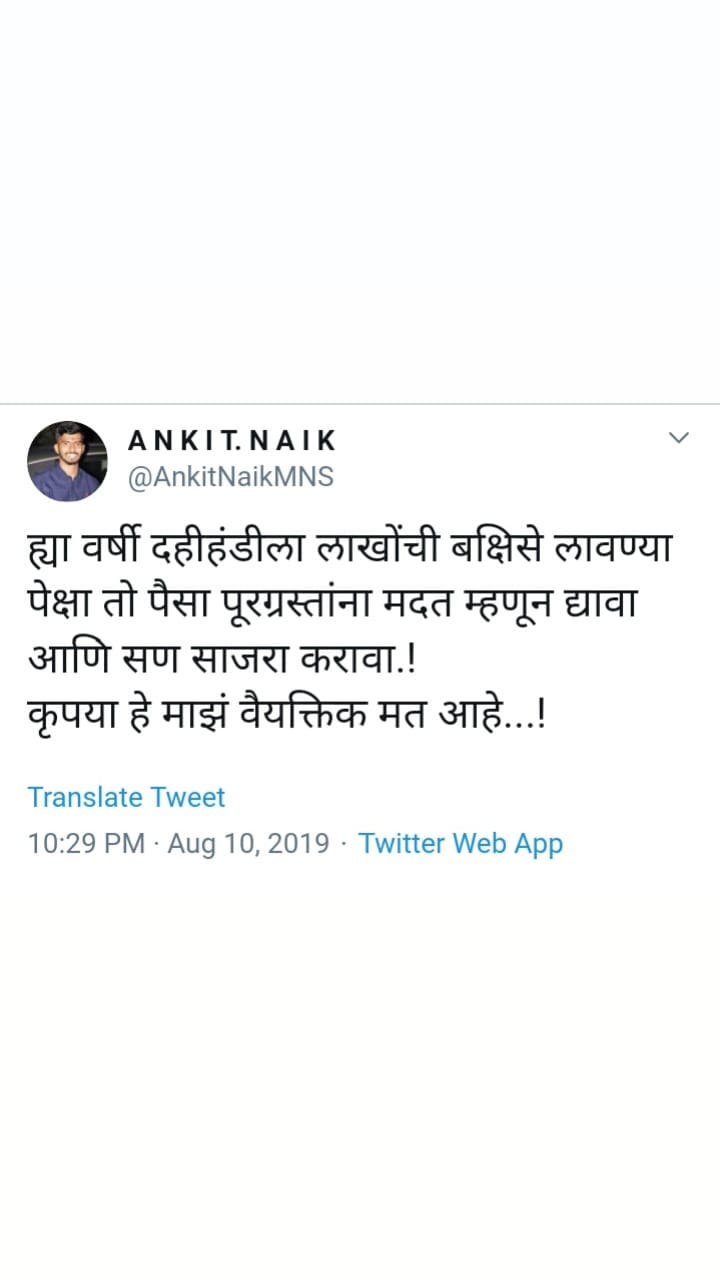 ANKIT.NAIK
@AnkitNaikMNS
ह्या वर्षी दहीहंडीला लाखोंची बक्षिसे लावण्या
पेक्षा तो पैसा पूरग्रस्तांना मदत म्हणून द्यावा
आणि सण साजरा करावा.!
कृपया हे माझं वैयक्तिक मत आहे...!
Translate Tweet
10:29 PM · Aug 10, 2019 · Twitter Web App